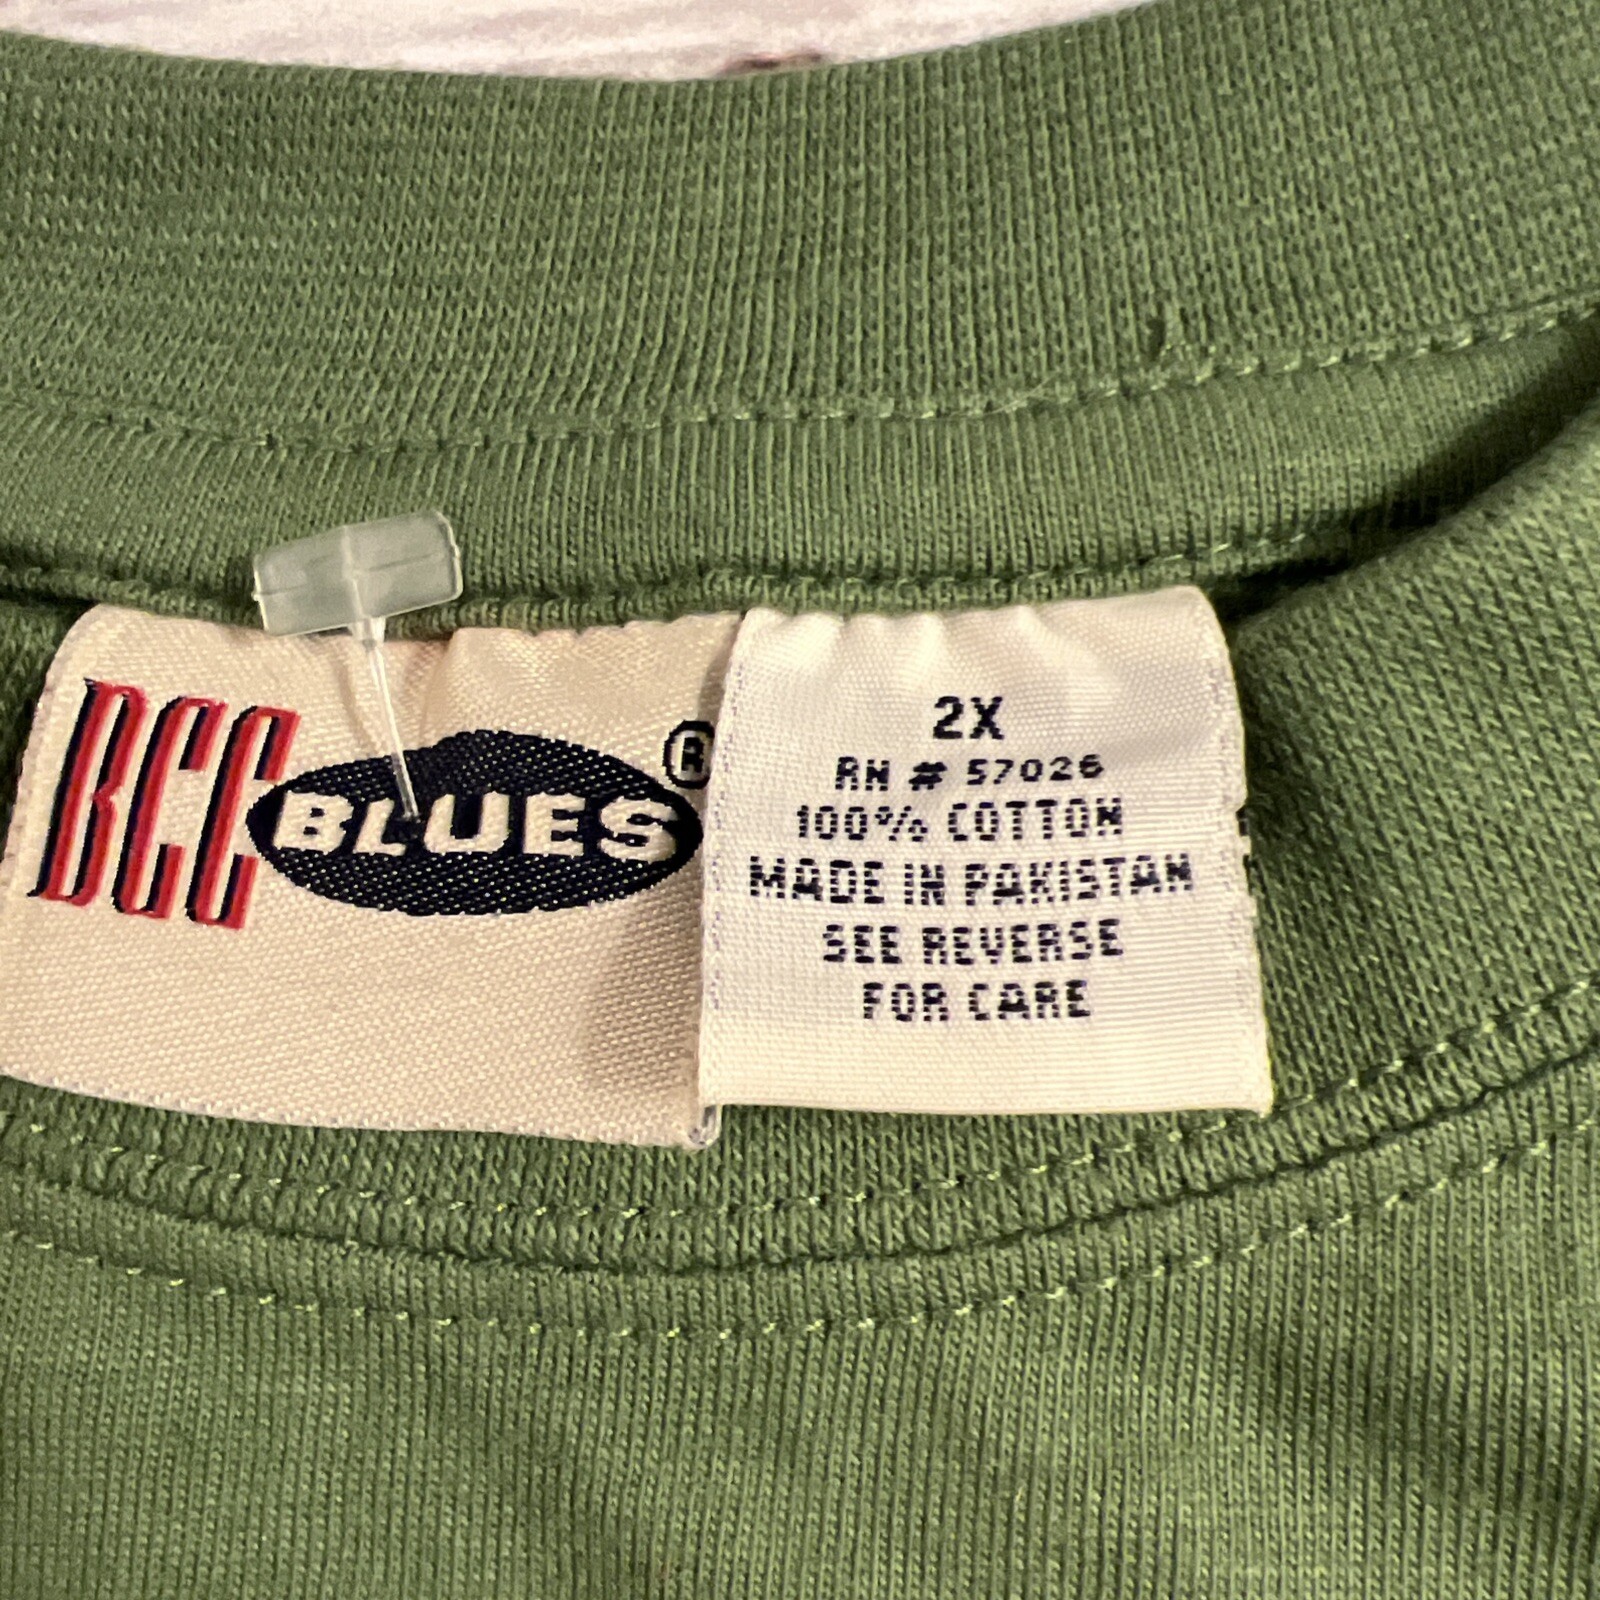 BCC BLUES ®
2X
RN # 57026
100% COTTON
MADE IN PAKISTAN
SEE REVERSE
FOR CARE